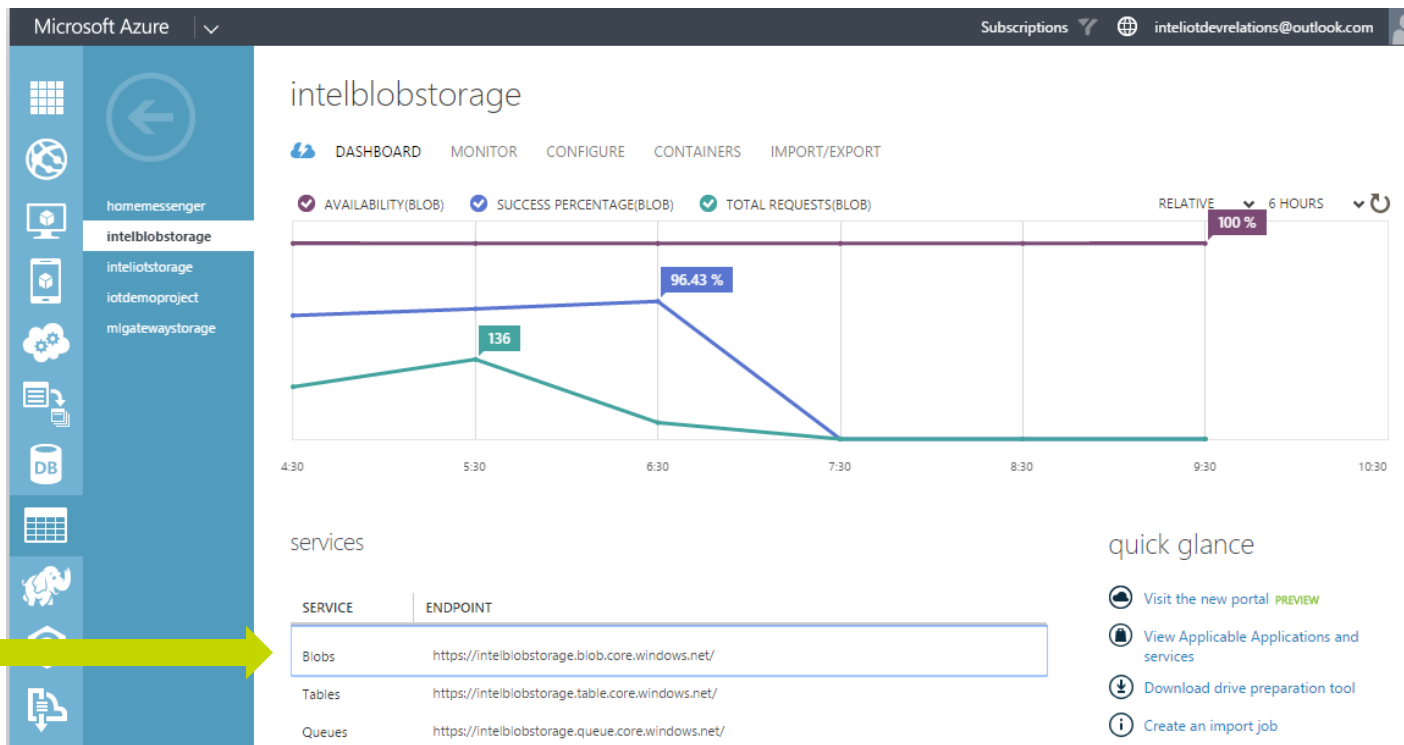 Microsoft Azure
Subscriptions
inteliotdevrelations@outlook.com
homemessenger
intelblobstorage
inteliotstorage
iotdemoproject
mlgatewaystorage
DB
intelblobstorage
DASHBOARD MONITOR CONFIGURE CONTAINERS IMPORT/EXPORT
AVAILABILITY(BLOB) SUCCESS PERCENTAGE(BLOB) TOTAL REQUESTS(BLOB) RELATIVE 6 HOURS
100 %
96.43 %
136
4:30 5:30 6:30 7:30 8:30 9:30 10:30
services
SERVICE ENDPOINT
Blobs https://intelblobstorage.blob.core.windows.net/
Tables https://intelblobstorage.table.core.windows.net/
Queues https://intelblobstorage.queue.core.windows.net/
quick glance
Visit the new portal PREVIEW
View Applicable Applications and
services
Download drive preparation tool
Create an import job